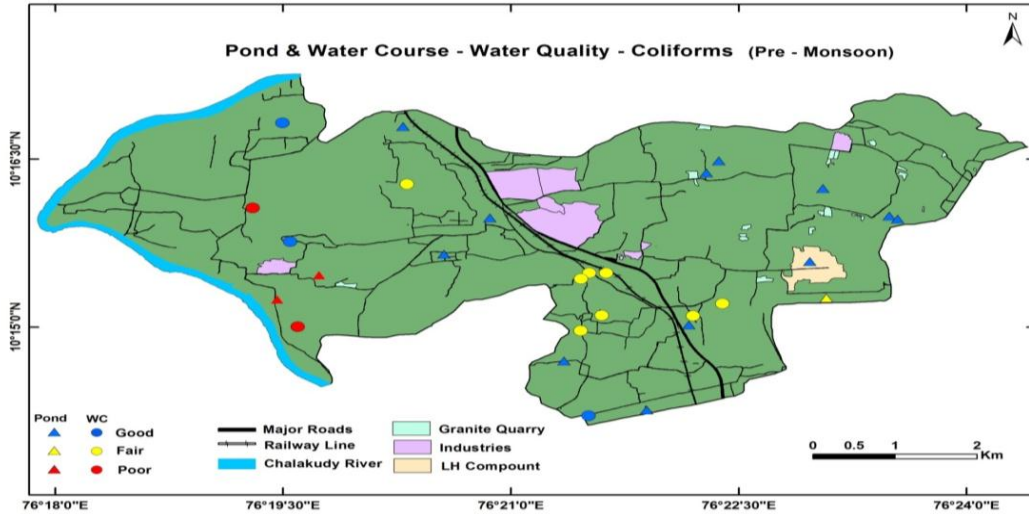 N
Pond & Water Course - Water Quality - Coliforms (Pre - Monsoon)
10°16'30"N
10°15'0"N
Pond WC
Good
Fair
Poor
Major Roads
Railway Line
Chalakudy River
Granite Quarry
Industries
LH Compount
0 0.5 1 2
Km
76°18'0"E 76°19'30"E 76°21'0"E 76°22'30"E 76°24'0"E